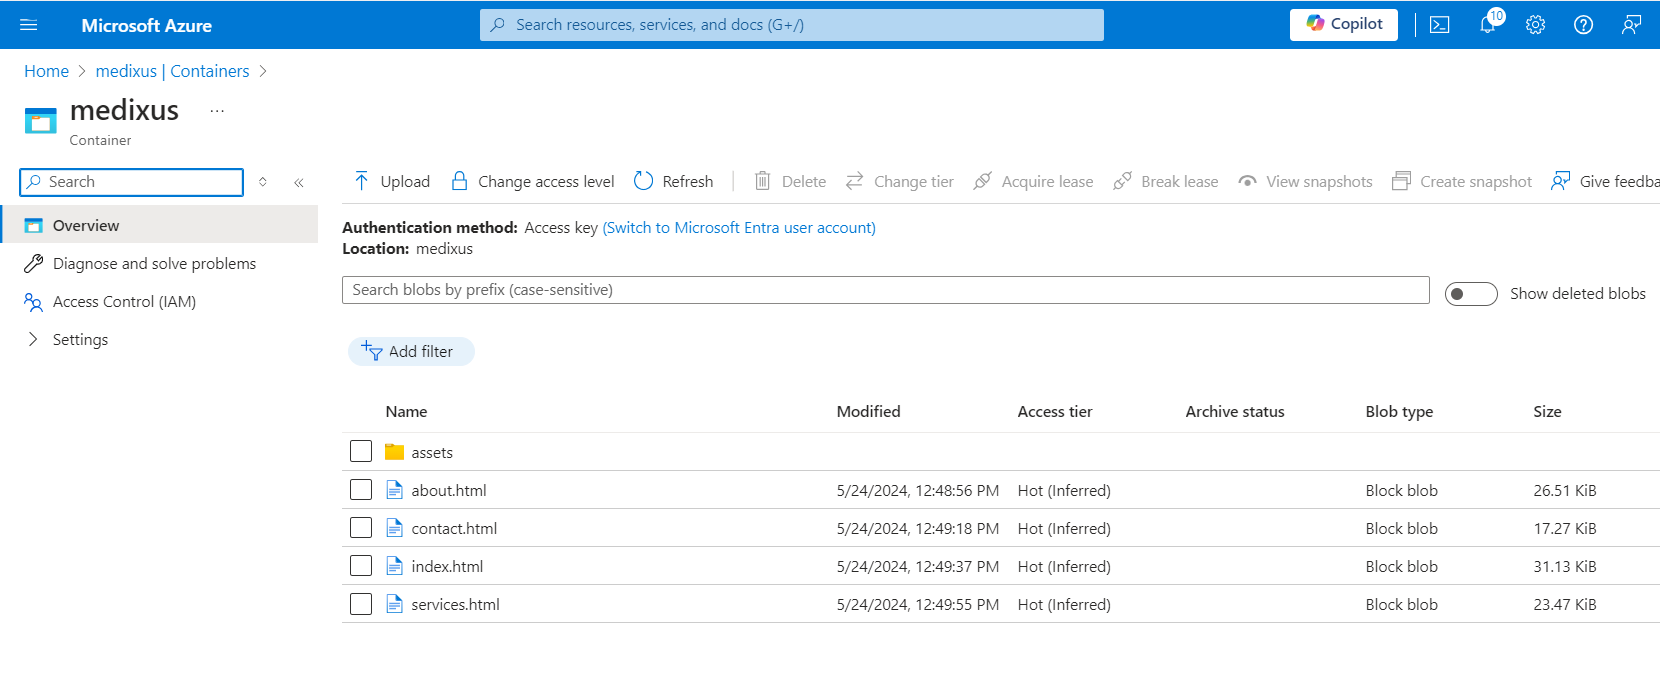 Microsoft Azure
Search resources, services, and docs (G+/)
Copilot
10
Home > medixus | Containers >
medixus ...
Container
Search
Upload Change access level Refresh Delete Change tier Acquire lease Break lease View snapshots Create snapshot Give feedba
Overview
Diagnose and solve problems
Access Control (IAM)
Settings
Authentication method: Access key (Switch to Microsoft Entra user account)
Location: medixus
Search blobs by prefix (case-sensitive)
Show deleted blobs
Add filter
Name Modified Access tier Archive status Blob type Size
assets
about.html 5/24/2024, 12:48:56 PM Hot (Inferred) Block blob 26.51 KiB
contact.html 5/24/2024, 12:49:18 PM Hot (Inferred) Block blob 17.27 KiB
index.html 5/24/2024, 12:49:37 PM Hot (Inferred) Block blob 31.13 KiB
services.html 5/24/2024, 12:49:55 PM Hot (Inferred) Block blob 23.47 KiB